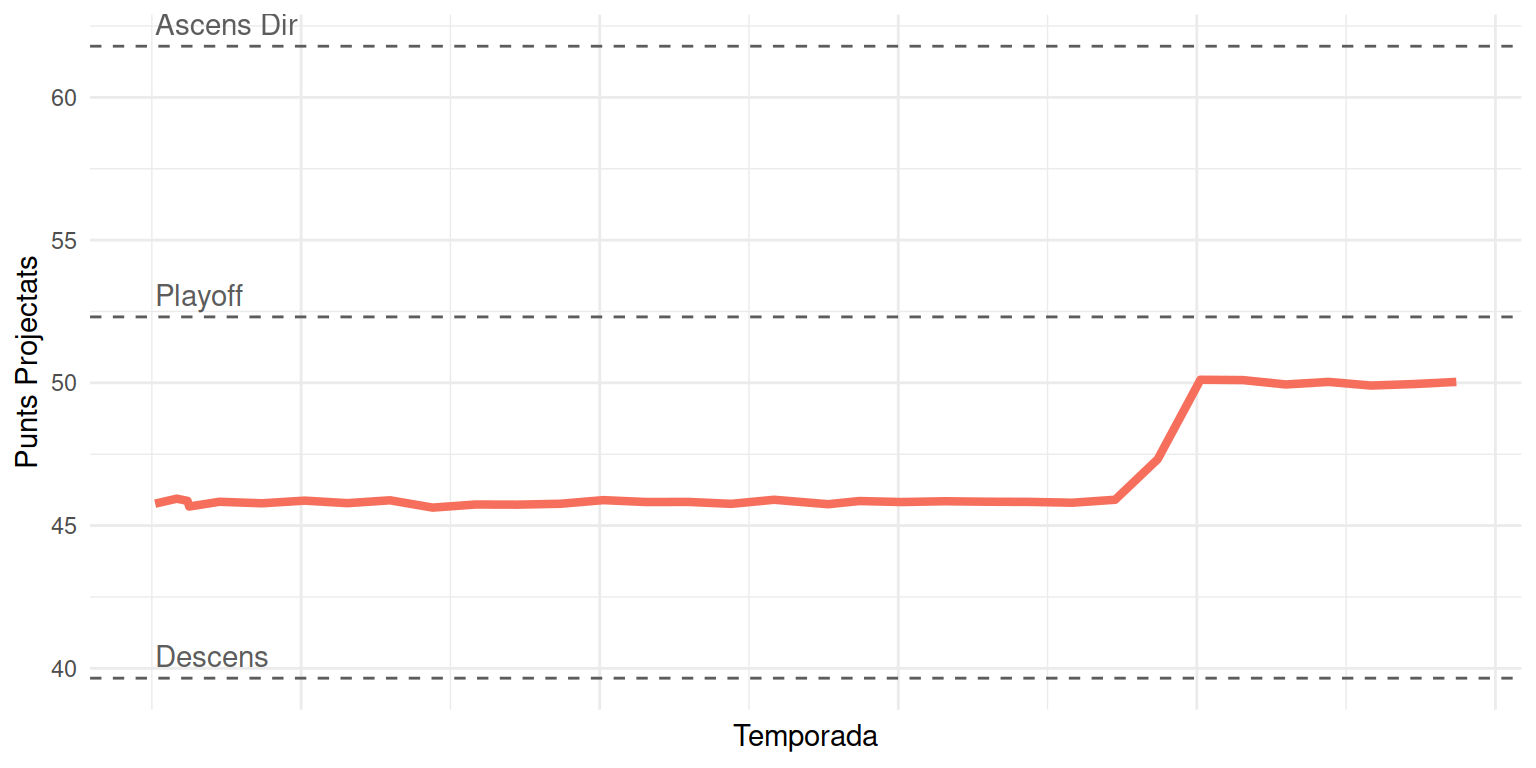 Ascens Dir
60
55
Playoff
50
45
Descens
40
Punts Projectats
Temporada